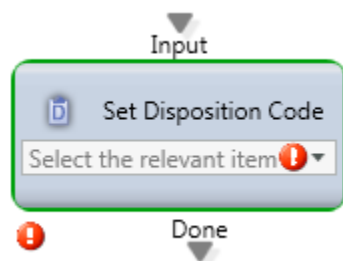 Input
D Set Disposition Code
Select the relevant item
Done